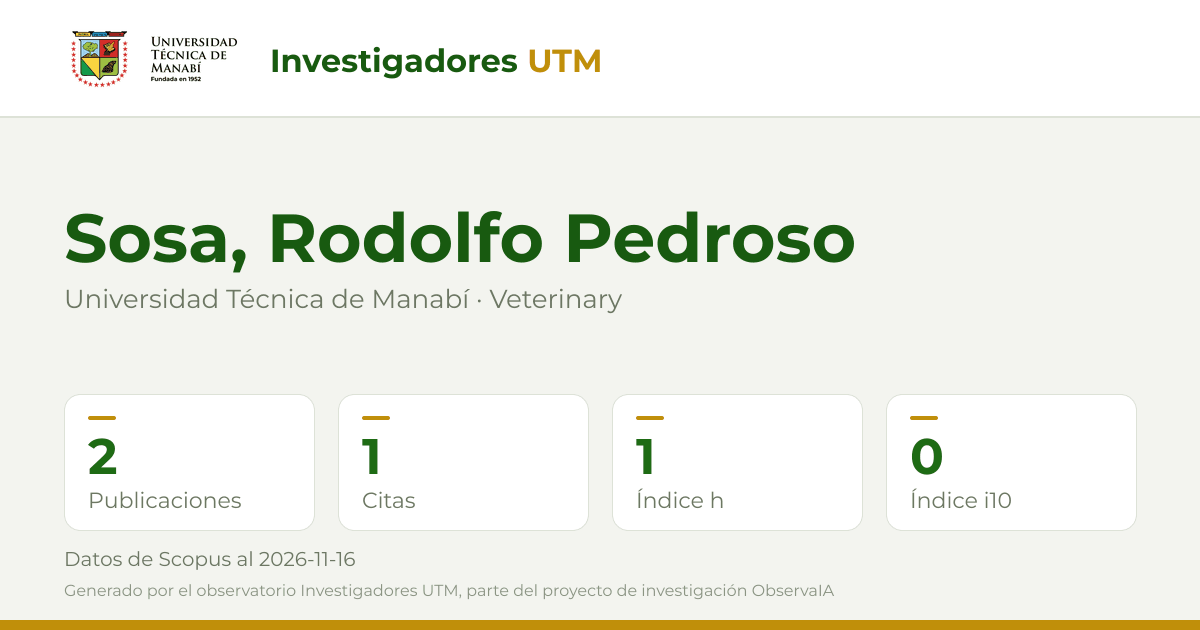 UNIVERSIDAD
TÉCNICA DE
MANABÍ
Fundada en 1952
Investigadores UTM
Sosa, Rodolfo Pedroso
Universidad Técnica de Manabí · Veterinary
2
Publicaciones
1
Citas
1
Índice h
0
Índice i10
Datos de Scopus al 2026-11-16
Generado por el observatorio Investigadores UTM, parte del proyecto de investigación ObservaIA